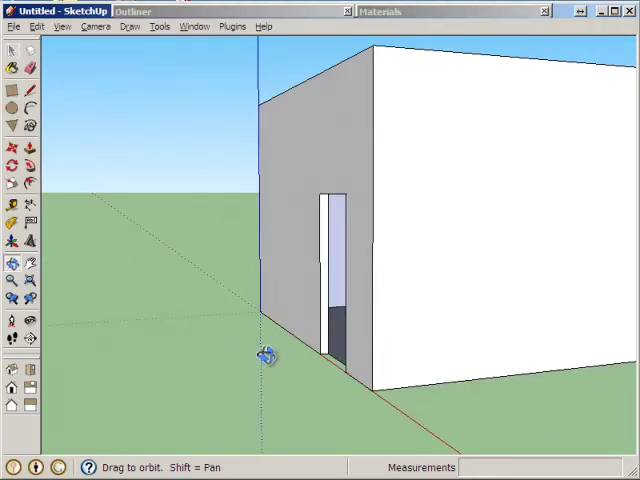 Untitled - SketchUp
Outliner
Materials
File Edit View Camera Draw Tools Window Plugins Help
Drag to orbit. Shift = Pan
Measurements